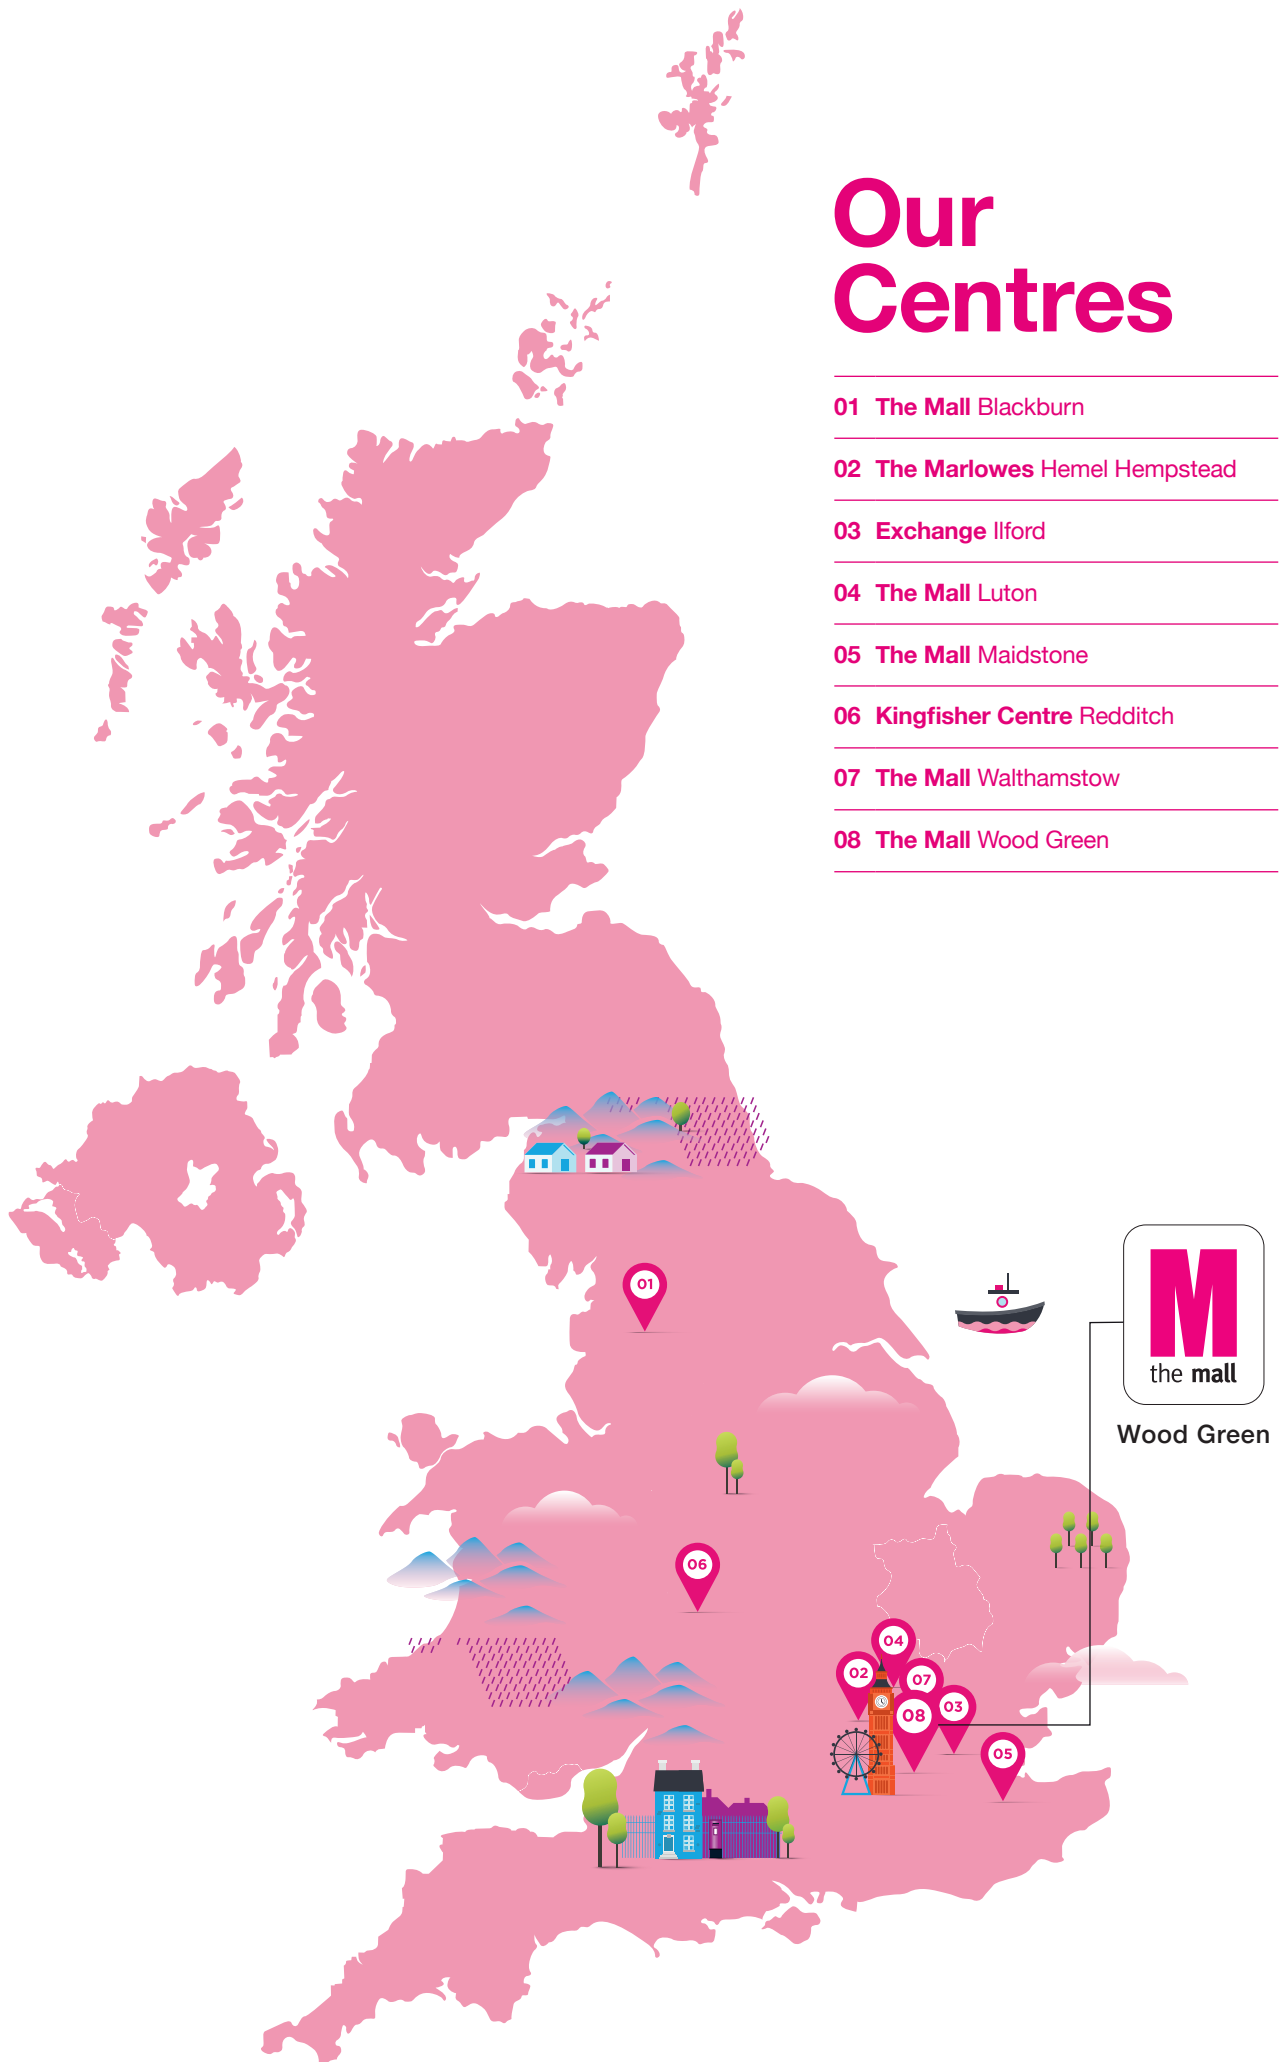 Our
Centres
01 The Mall Blackburn
02 The Marlowes Hemel Hempstead
03 Exchange Ilford
04 The Mall Luton
05 The Mall Maidstone
06 Kingfisher Centre Redditch
07 The Mall Walthamstow
08 The Mall Wood Green
01
M
the mall
Wood Green
06
04
02
07
03
08
05